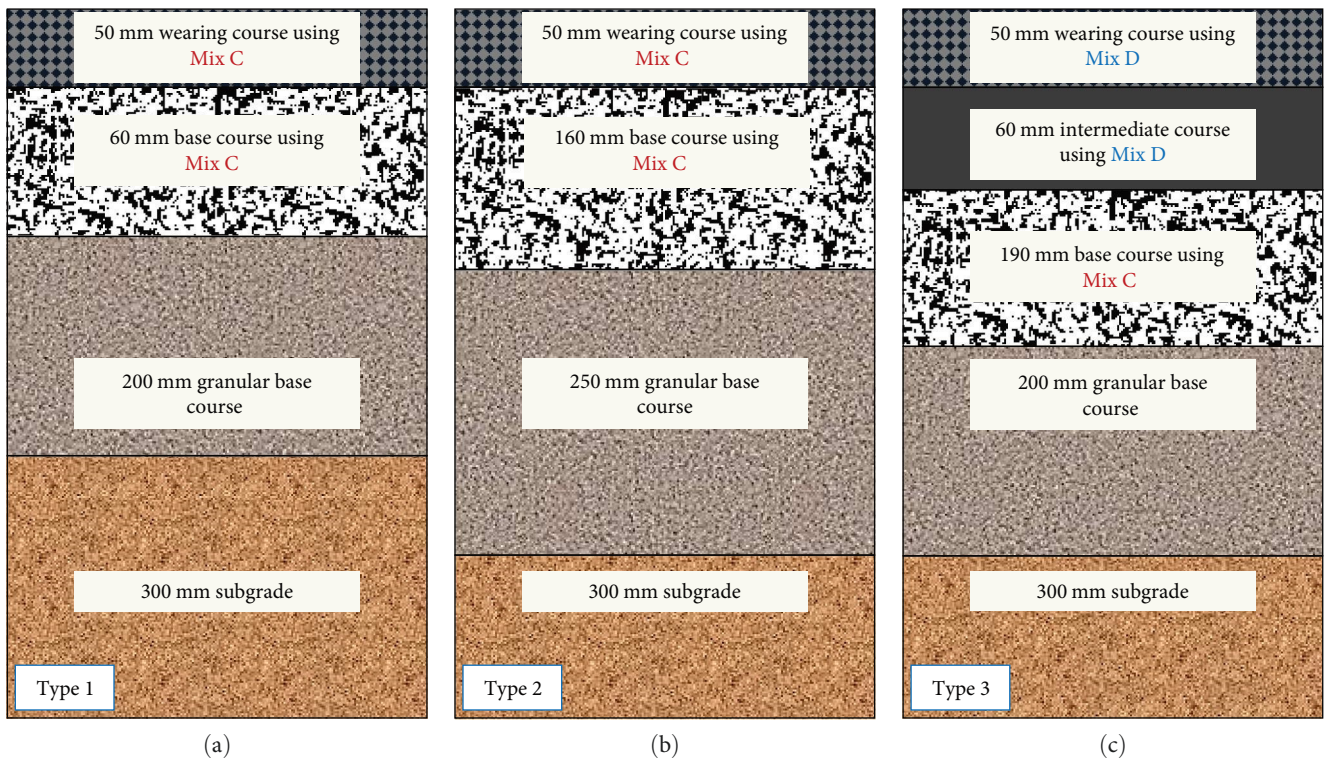 50 mm wearing course using
Mix C
60 mm base course using
Mix C
200 mm granular base
course
300 mm subgrade
Type 1
(a)
50 mm wearing course using
Mix C
160 mm base course using
Mix C
250 mm granular base
course
300 mm subgrade
Type 2
(b)
50 mm wearing course using
Mix D
60 mm intermediate course
using Mix D
190 mm base course using
Mix C
200 mm granular base
course
300 mm subgrade
Type 3
(c)